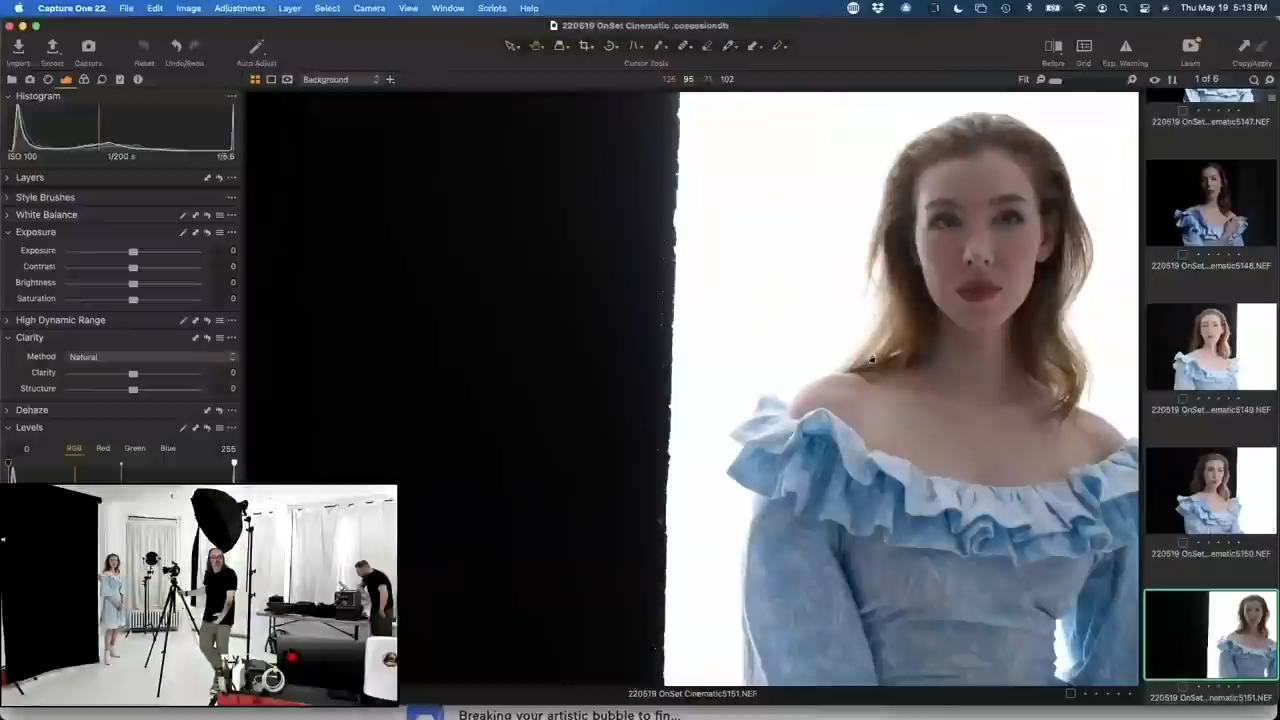 Capture One 22 File Edit Image Adjustments Layer Select Camera View Window Scripts Help Thu May 19 5:13 PM
220519 OnSet Cinematic .cosessiondb
Import... Export... Capture... Reset Undo/Redo Auto Adjust Cursor Tools Before Grid Exp. Warning Learn Copy/Apply
Background 126 95 71 102 Fit 1 of 6
Histogram
ISO 100 1/200 s f/5.6
Layers
Style Brushes
White Balance
Exposure
Exposure 0
Contrast 0
Brightness 0
Saturation 0
High Dynamic Range
Clarity
Method Natural
Clarity 0
Structure 0
Dehaze
Levels
0 RGB Red Green Blue 255
220519 OnSet...ematic5147.NEF
220519 OnSet...ematic5148.NEF
220519 OnSet...ematic5149.NEF
220519 OnSet...ematic5150.NEF
220519 OnSet...nematic5151.NEF
220519 OnSet Cinematic5151.NEF
Breaking your artistic bubble to fin...